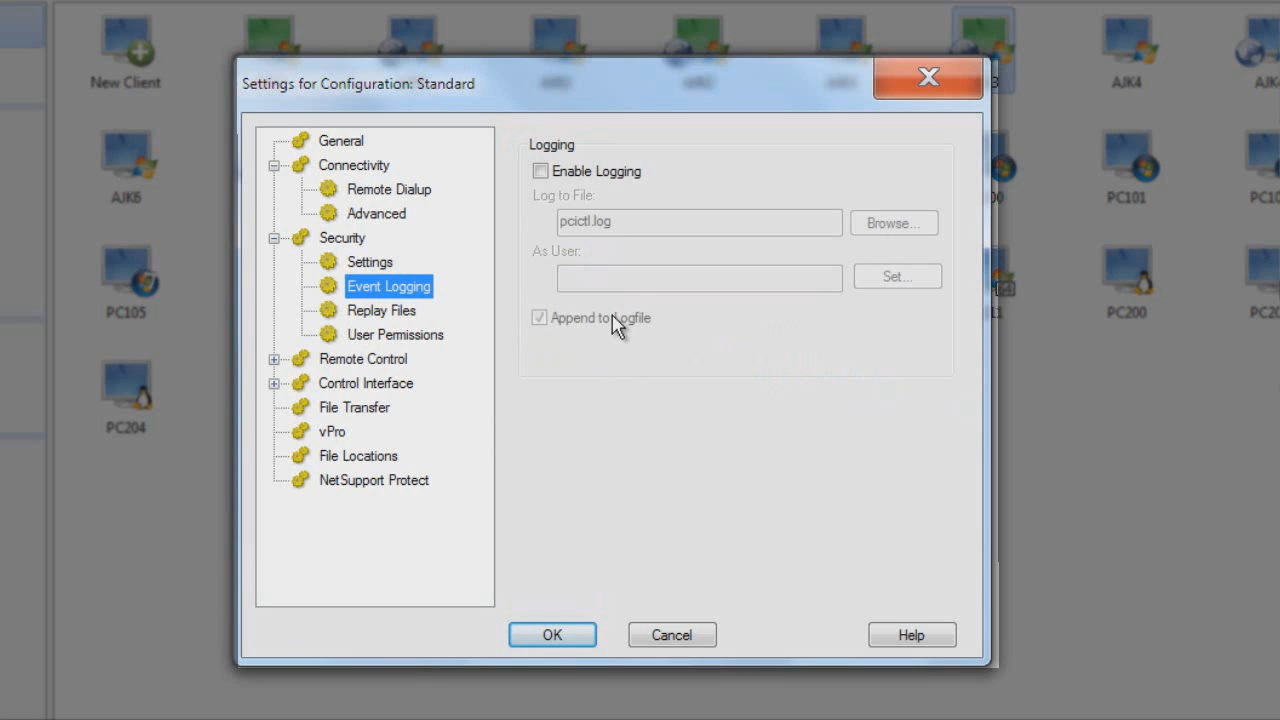 New Client
AJK4
AJK6
PC101
PC105
PC200
PC204
Settings for Configuration: Standard
General
Connectivity
Remote Dialup
Advanced
Security
Settings
Event Logging
Replay Files
User Permissions
Remote Control
Control Interface
File Transfer
vPro
File Locations
NetSupport Protect
Logging
Enable Logging
Log to File:
pcictl.log
Browse...
As User:
Set...
Append to Logfile
OK
Cancel
Help